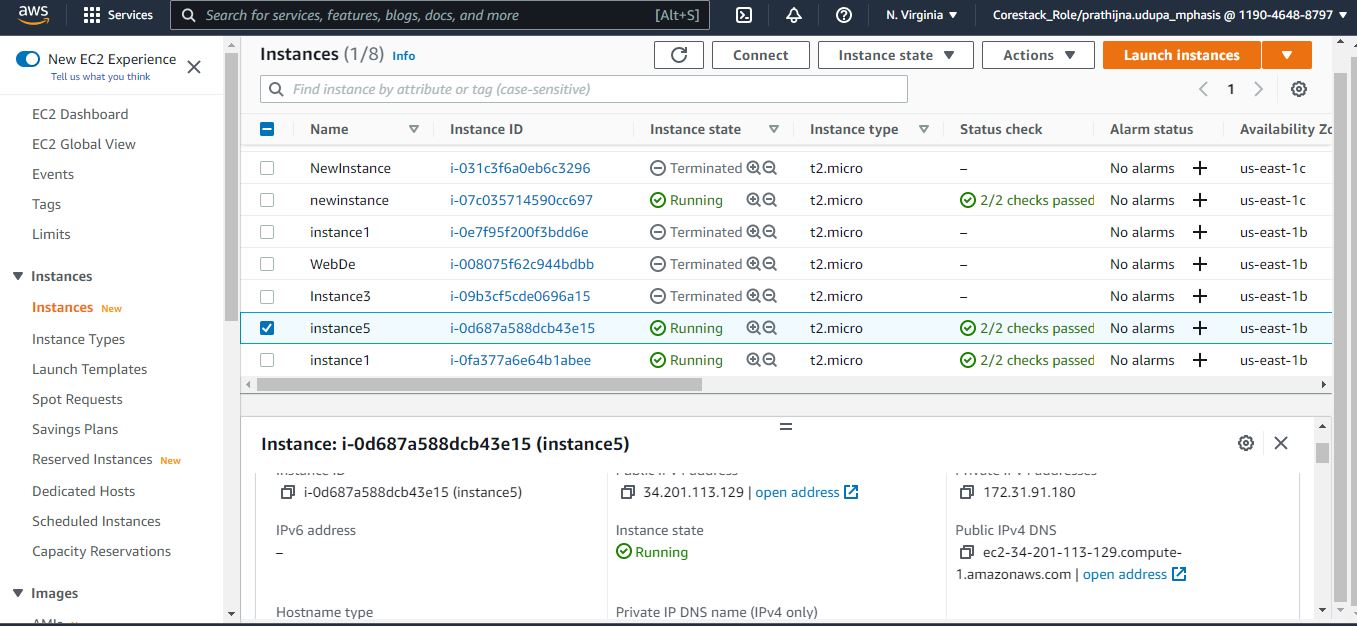 aws
Services
Search for services, features, blogs, docs, and more
[Alt+S]
N. Virginia
Corestack_Role/prathijna.udupa_mphasis @ 1190-4648-8797
New EC2 Experience
Tell us what you think
EC2 Dashboard
EC2 Global View
Events
Tags
Limits
Instances
Instances New
Instance Types
Launch Templates
Spot Requests
Savings Plans
Reserved Instances New
Dedicated Hosts
Scheduled Instances
Capacity Reservations
Images
AMIs
Instances (1/8) Info
Connect
Instance state
Actions
Launch instances
Find instance by attribute or tag (case-sensitive)
1
Name Instance ID Instance state Instance type Status check Alarm status Availability Zo
NewInstance i-031c3f6a0eb6c3296 Terminated t2.micro – No alarms + us-east-1c
newinstance i-07c035714590cc697 Running t2.micro 2/2 checks passed No alarms + us-east-1c
instance1 i-0e7f95f200f3bdd6e Terminated t2.micro – No alarms + us-east-1b
WebDe i-008075f62c944bdbb Terminated t2.micro – No alarms + us-east-1b
Instance3 i-09b3cf5cde0696a15 Terminated t2.micro – No alarms + us-east-1b
instance5 i-0d687a588dcb43e15 Running t2.micro 2/2 checks passed No alarms + us-east-1b
instance1 i-0fa377a6e64b1abee Running t2.micro 2/2 checks passed No alarms + us-east-1b
Instance: i-0d687a588dcb43e15 (instance5)
Instance ID
i-0d687a588dcb43e15 (instance5)
Public IPv4 address
34.201.113.129 | open address
Private IPv4 addresses
172.31.91.180
IPv6 address
–
Instance state
Running
Public IPv4 DNS
ec2-34-201-113-129.compute-
1.amazonaws.com | open address
Hostname type
Private IP DNS name (IPv4 only)